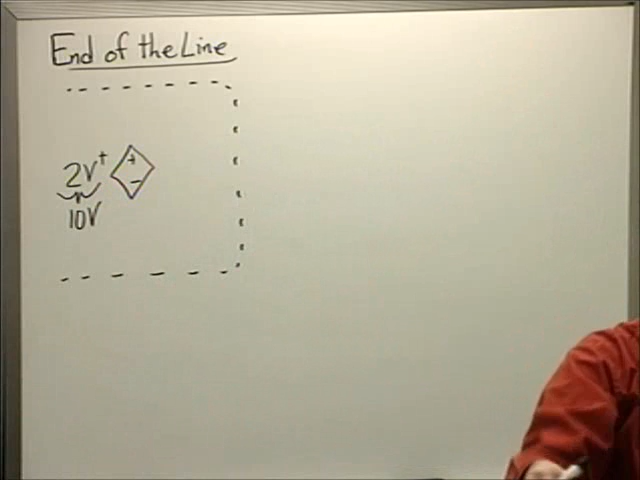 End of the Line
2V⁺
+
-
10V